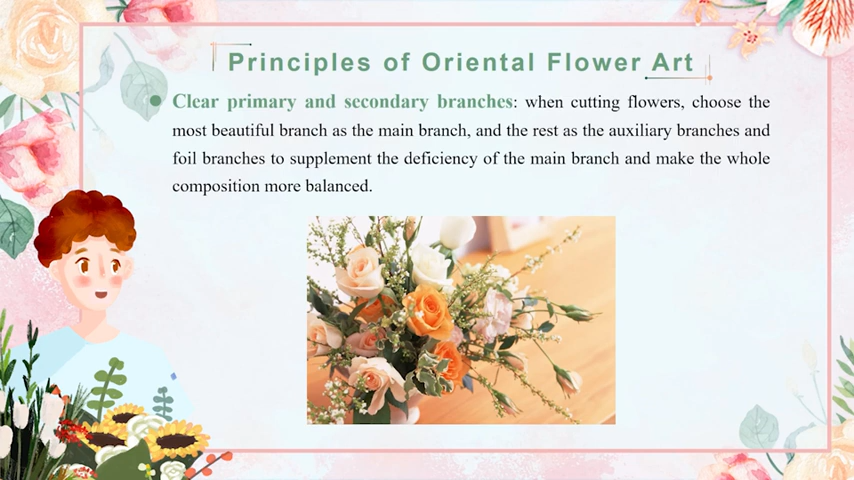 Principles of Oriental Flower Art
Clear primary and secondary branches: when cutting flowers, choose the
most beautiful branch as the main branch, and the rest as the auxiliary branches and
foil branches to supplement the deficiency of the main branch and make the whole
composition more balanced.